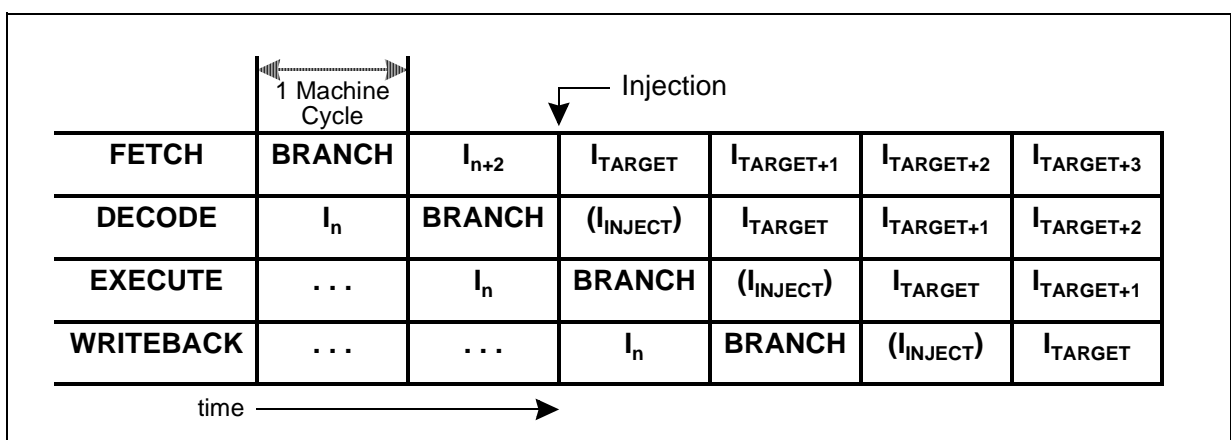 1 Machine
Cycle
Injection
FETCH BRANCH In+2 ITARGET ITARGET+1 ITARGET+2 ITARGET+3
DECODE In BRANCH (IINJECT) ITARGET ITARGET+1 ITARGET+2
EXECUTE . . . In BRANCH (IINJECT) ITARGET ITARGET+1
WRITEBACK . . . . . . In BRANCH (IINJECT) ITARGET
time